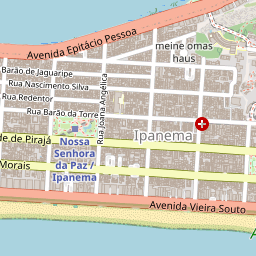 Avenida Epitácio Pessoa
meine omas
haus
Barão de Jaguaripe
Rua Nascimento Silva
Rua Redentor
Rua Barão da Torre
Rua Joana Angélica
Ipanema
de de Pirajá
Nossa
Senhora
da Paz /
Ipanema
Morais
Avenida Vieira Souto
A